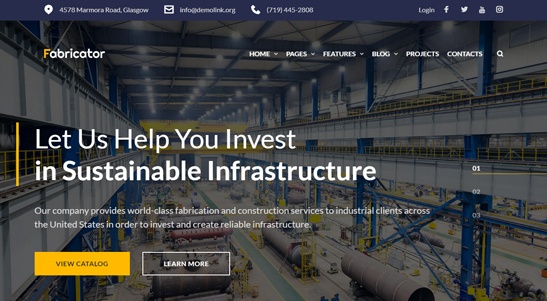 4578 Marmora Road, Glasgow
info@demolink.org
(719) 445-2808
Login
Fabricator
HOME
PAGES
FEATURES
BLOG
PROJECTS
CONTACTS
Let Us Help You Invest
in Sustainable Infrastructure
Our company provides world-class fabrication and construction services to industrial clients across
the United States in order to invest and create reliable infrastructure.
VIEW CATALOG
LEARN MORE
01
02
03